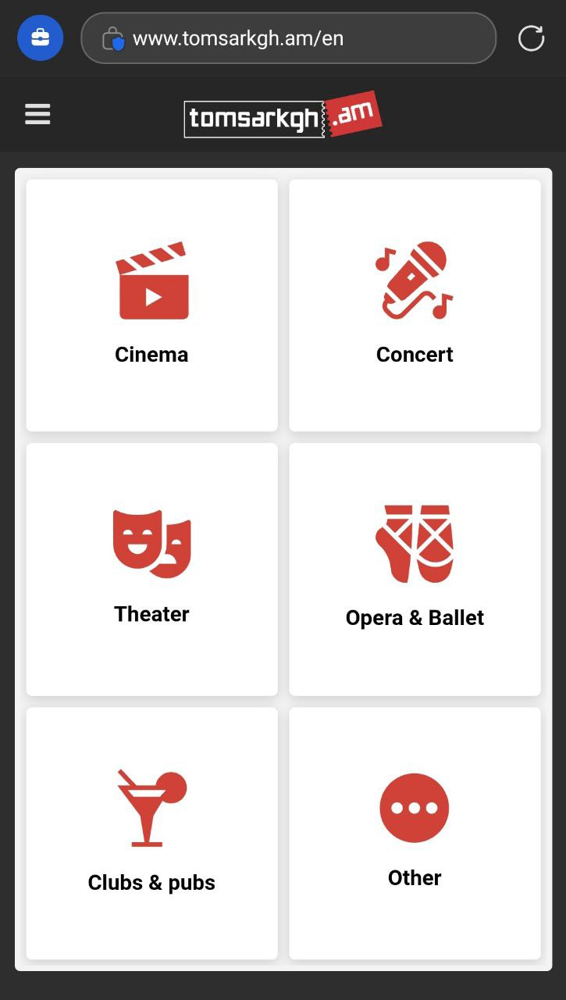 www.tomsarkgh.am/en
tomsarkgh.am
Cinema
Concert
Theater
Opera & Ballet
Clubs & pubs
Other